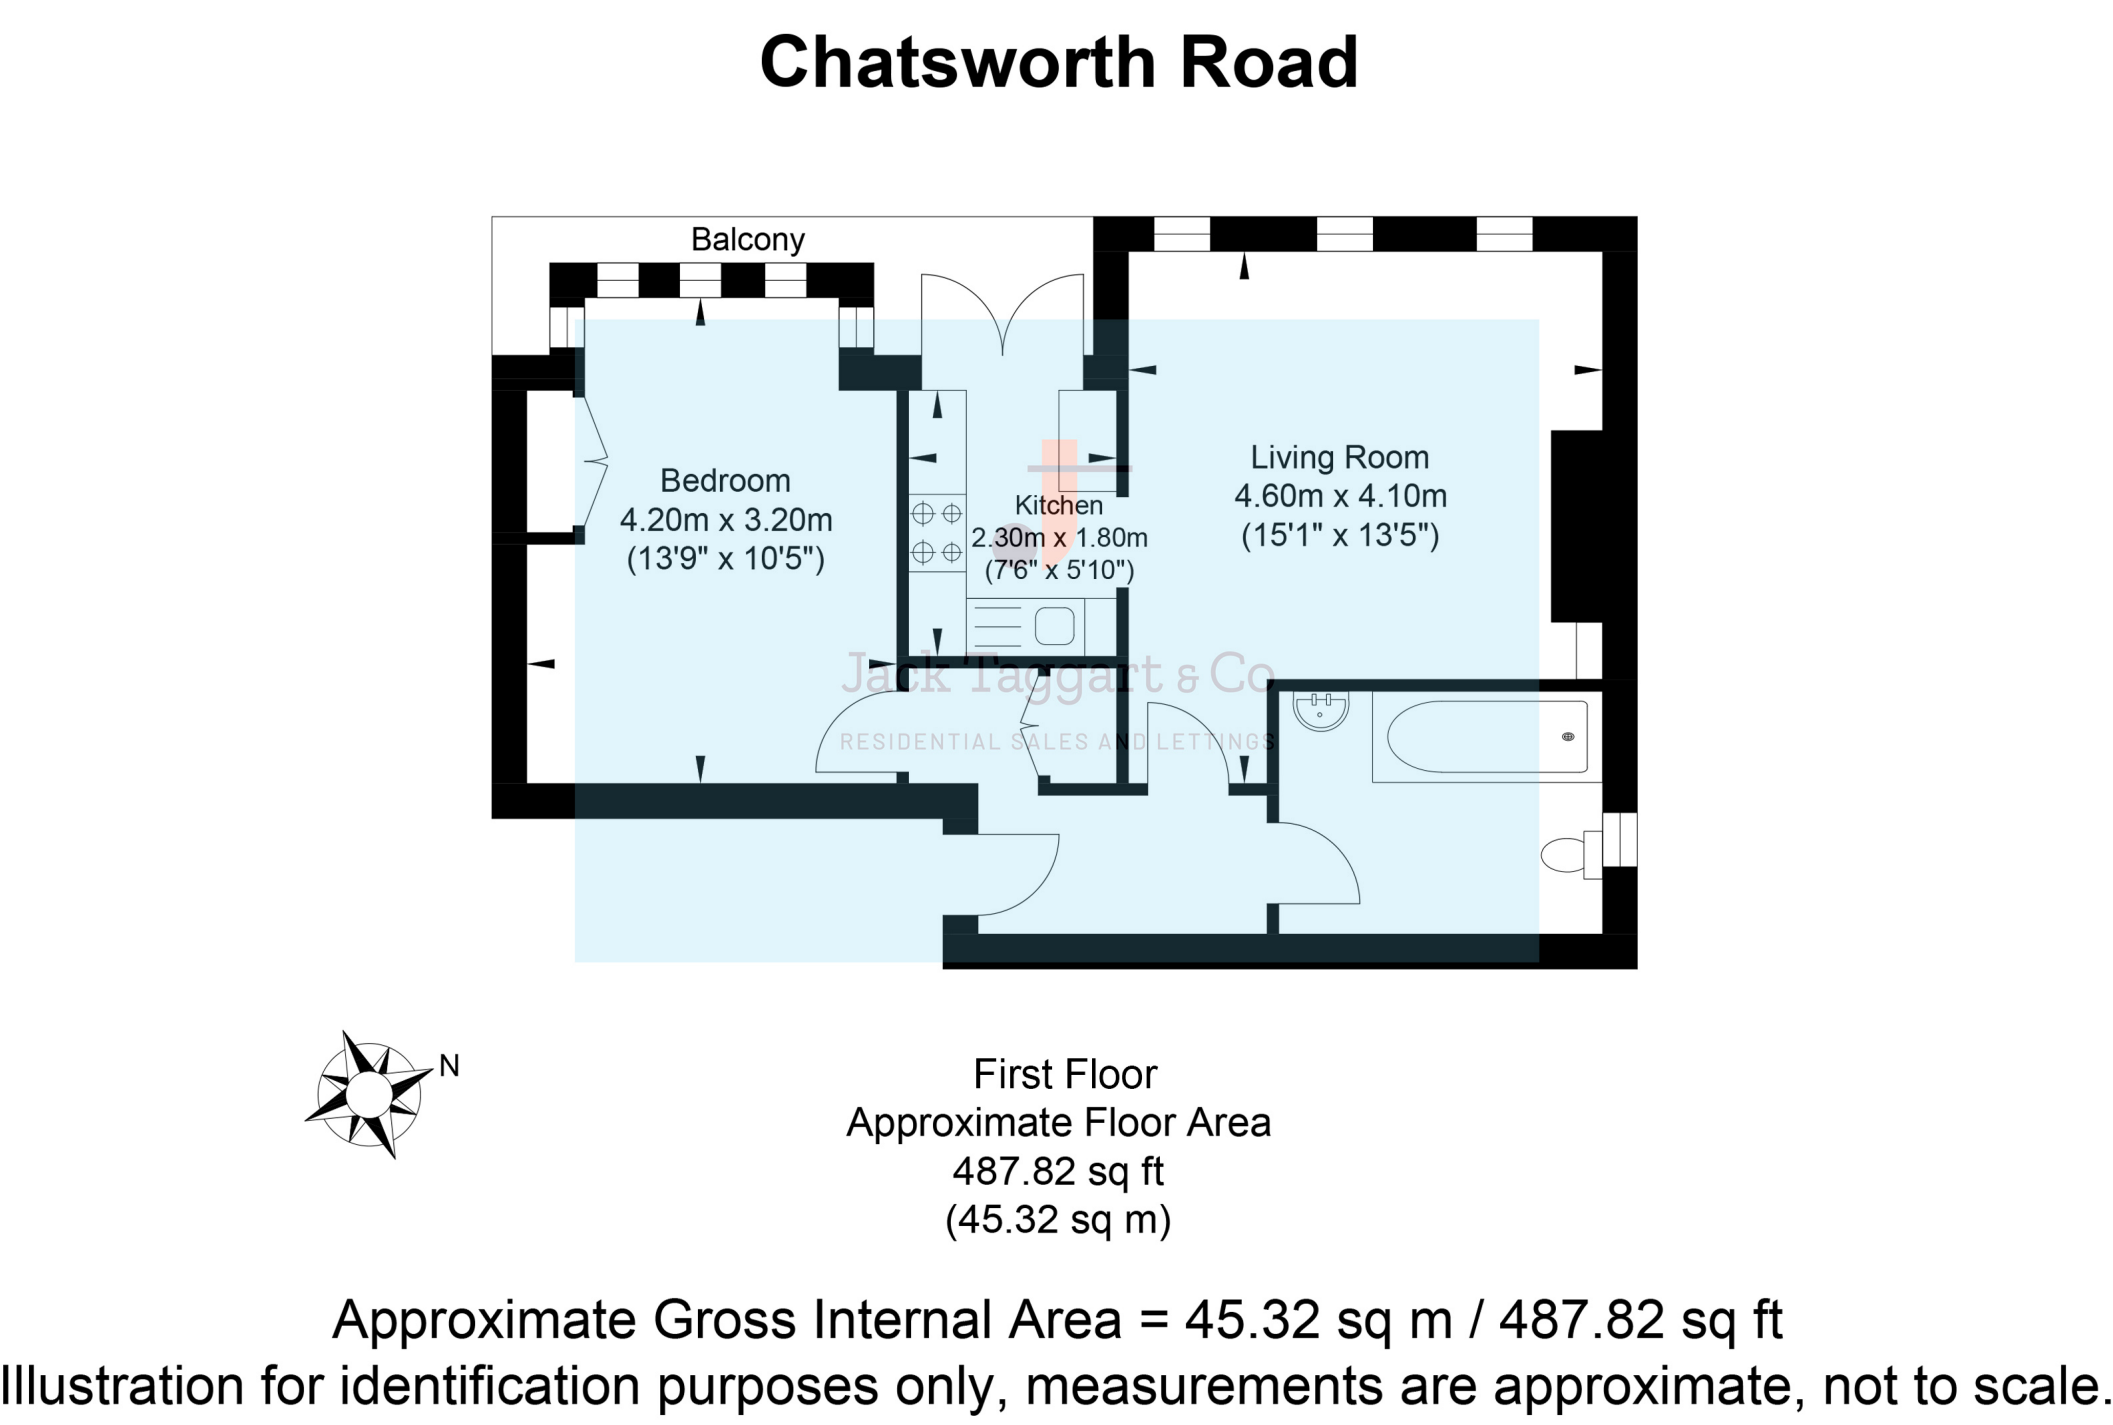 Chatsworth Road
Balcony
Bedroom
4.20m x 3.20m
(13'9" x 10'5")
Kitchen
2.30m x 1.80m
(7'6" x 5'10")
Living Room
4.60m x 4.10m
(15'1" x 13'5")
Jack Taggart & Co
RESIDENTIAL SALES AND LETTINGS
N
First Floor
Approximate Floor Area
487.82 sq ft
(45.32 sq m)
Approximate Gross Internal Area = 45.32 sq m / 487.82 sq ft
Illustration for identification purposes only, measurements are approximate, not to scale.